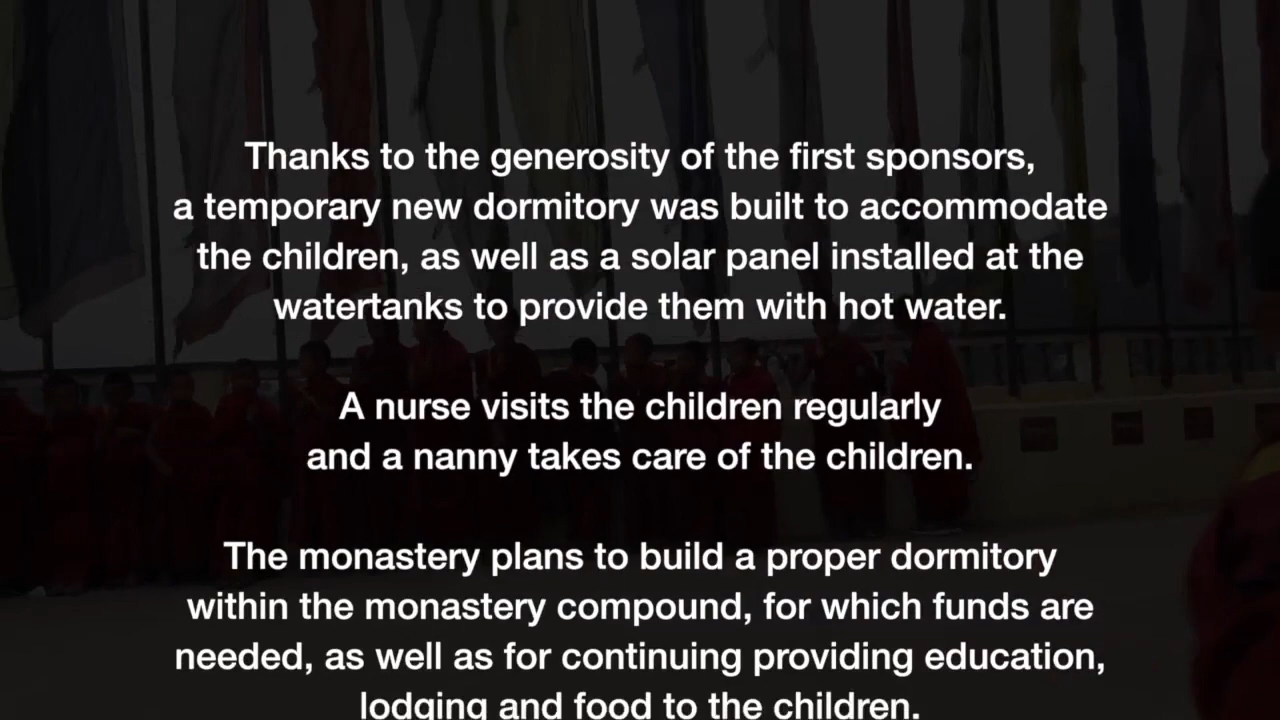 Thanks to the generosity of the first sponsors,
a temporary new dormitory was built to accommodate
the children, as well as a solar panel installed at the
watertanks to provide them with hot water.
A nurse visits the children regularly
and a nanny takes care of the children.
The monastery plans to build a proper dormitory
within the monastery compound, for which funds are
needed, as well as for continuing providing education,
lodging and food to the children.